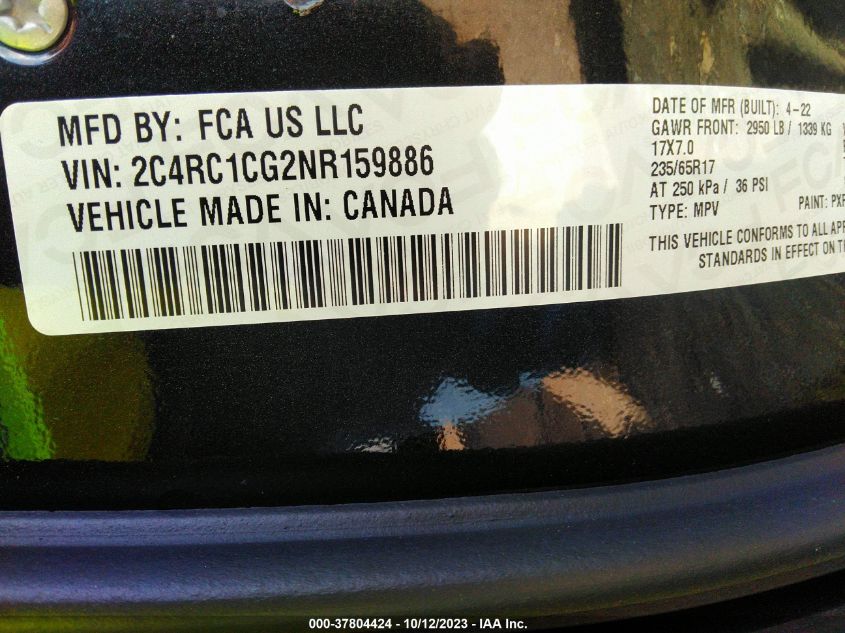 MFD BY: FCA US LLC
VIN: 2C4RC1CG2NR159886
VEHICLE MADE IN: CANADA
DATE OF MFR (BUILT): 4-22
GAWR FRONT: 2950 LB / 1339 KG
17X7.0
235/65R17
AT 250 kPa / 36 PSI
TYPE: MPV PAINT:
THIS VEHICLE CONFORMS TO ALL
STANDARDS IN EFFECT ON
000-37804424 - 10/12/2023 - IAA Inc.